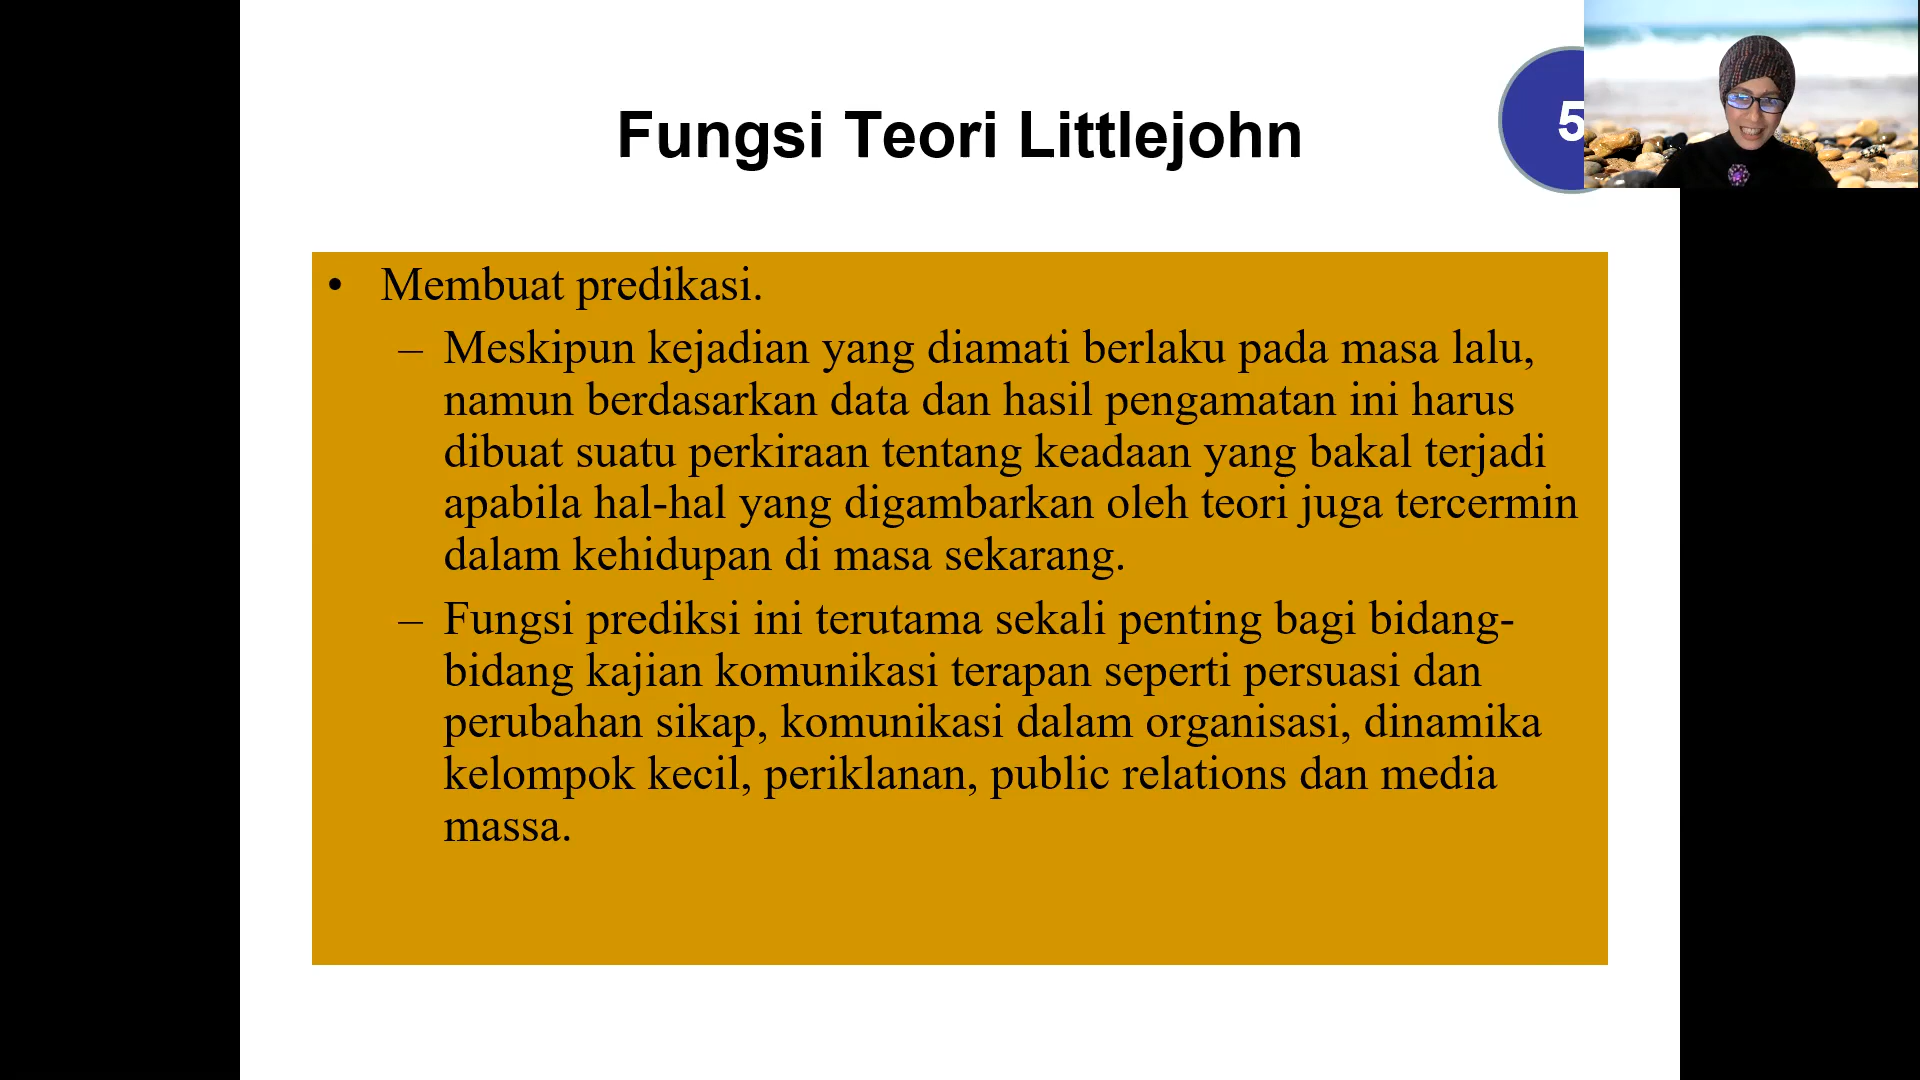 Fungsi Teori Littlejohn
5
• Membuat predikasi.
– Meskipun kejadian yang diamati berlaku pada masa lalu,
namun berdasarkan data dan hasil pengamatan ini harus
dibuat suatu perkiraan tentang keadaan yang bakal terjadi
apabila hal-hal yang digambarkan oleh teori juga tercermin
dalam kehidupan di masa sekarang.
– Fungsi prediksi ini terutama sekali penting bagi bidang-
bidang kajian komunikasi terapan seperti persuasi dan
perubahan sikap, komunikasi dalam organisasi, dinamika
kelompok kecil, periklanan, public relations dan media
massa.